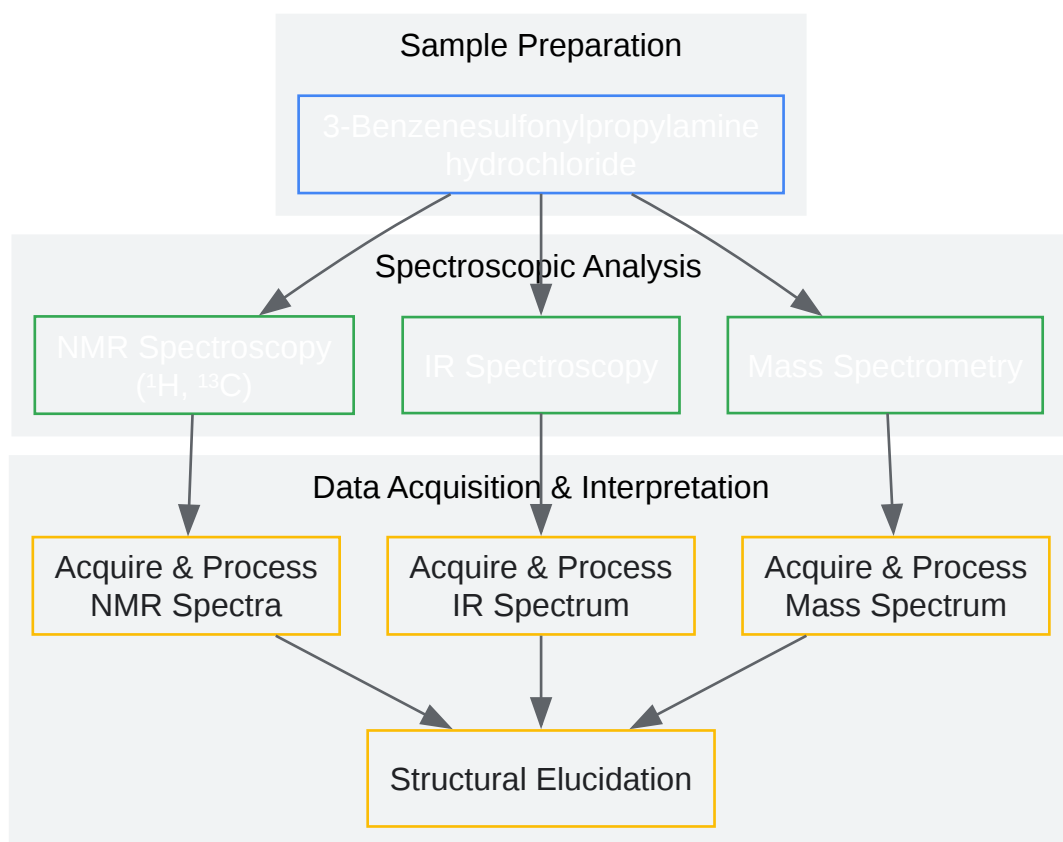 Sample Preparation
3-Benzenesulfonylpropylamine
hydrochloride
Spectroscopic Analysis
NMR Spectroscopy
(¹H, ¹³C)
IR Spectroscopy
Mass Spectrometry
Data Acquisition & Interpretation
Acquire & Process
NMR Spectra
Acquire & Process
IR Spectrum
Acquire & Process
Mass Spectrum
Structural Elucidation